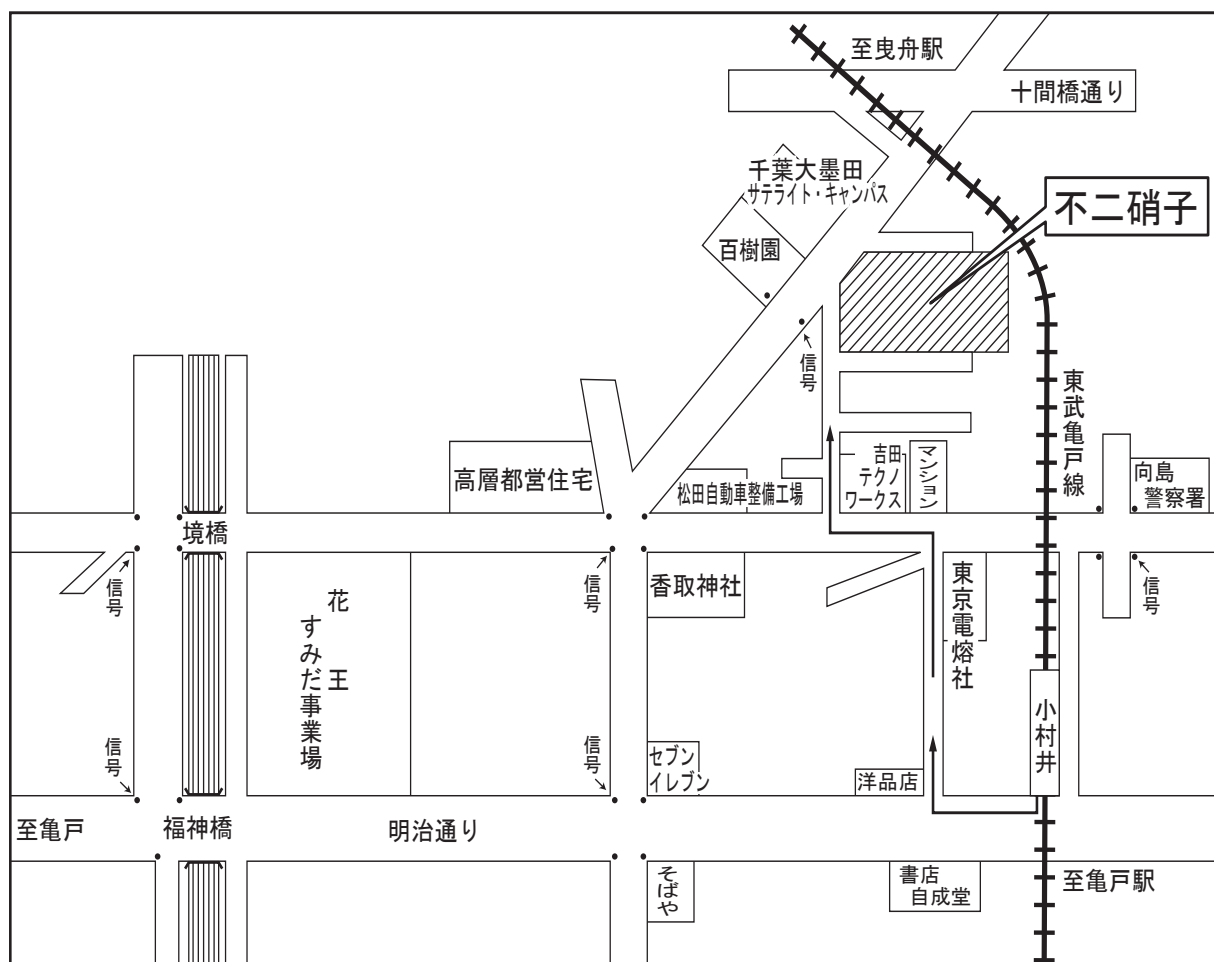 至曳舟駅
十間橋通り
千葉大墨田
サテライト・キャンパス
不二硝子
百樹園
信号
東武亀戸線
高層都営住宅
松田自動車整備工場
吉田
テクノ
ワークス
マンション
向島
警察署
境橋
信号
信号
信号
香取神社
東京電熔社
花王
すみだ事業場
小村井
信号
信号
セブン
イレブン
洋品店
至亀戸
福神橋
明治通り
そばや
書店
自成堂
至亀戸駅